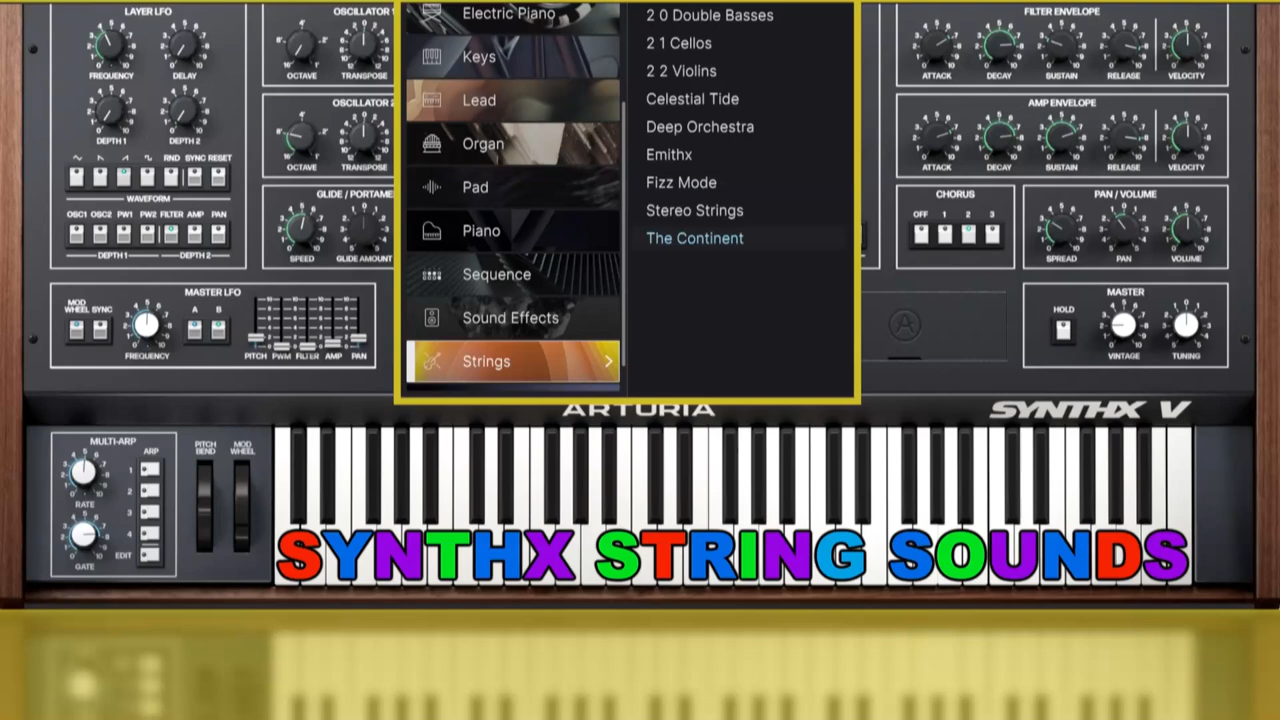 LAYER LFO
FREQUENCY
DELAY
DEPTH 1
DEPTH 2
RND SYNC RESET
WAVEFORM
OSC1 OSC2 PW1 PW2 FILTER AMP PAN
DEPTH 1
DEPTH 2
OSCILLATOR 1
OCTAVE
TRANSPOSE
OSCILLATOR 2
OCTAVE
TRANSPOSE
GLIDE / PORTAME
SPEED
GLIDE AMOUNT
MASTER LFO
MOD WHEEL SYNC
FREQUENCY
A B
PITCH PWM FILTER AMP PAN
Electric Piano
Keys
Lead
Organ
Pad
Piano
Sequence
Sound Effects
Strings
2 0 Double Basses
2 1 Cellos
2 2 Violins
Celestial Tide
Deep Orchestra
Emithx
Fizz Mode
Stereo Strings
The Continent
FILTER ENVELOPE
ATTACK DECAY SUSTAIN RELEASE VELOCITY
AMP ENVELOPE
ATTACK DECAY SUSTAIN RELEASE VELOCITY
CHORUS
OFF 1 2 3
PAN / VOLUME
SPREAD PAN VOLUME
MASTER
HOLD
VINTAGE
TUNING
ARTURIA
SYNTHX V
MULTI-ARP
RATE
GATE
ARP
1
2
3
4
EDIT
PITCH BEND
MOD WHEEL
SYNTHX STRING SOUNDS